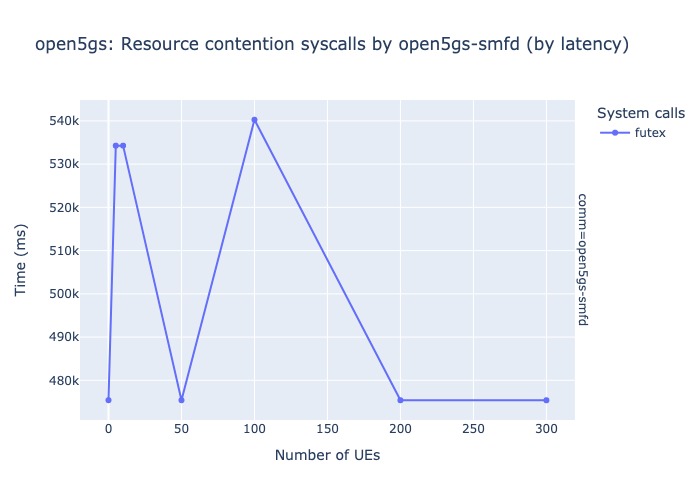 open5gs: Resource contention syscalls by open5gs-smfd (by latency)
System calls
futex
540k
530k
520k
510k
500k
490k
480k
Time (ms)
comm=open5gs-smfd
0 50 100 150 200 250 300
Number of UEs